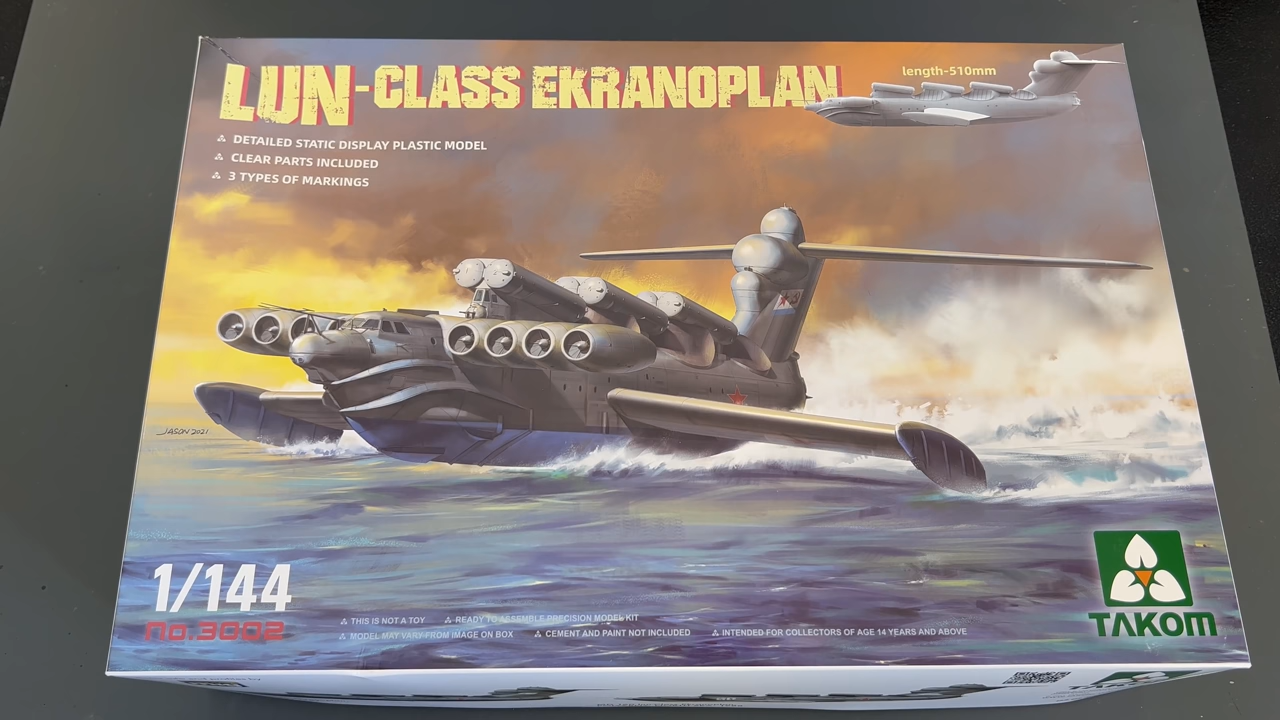 LUN-CLASS EKRANOPLAN
length-510mm
DETAILED STATIC DISPLAY PLASTIC MODEL
CLEAR PARTS INCLUDED
3 TYPES OF MARKINGS
JASON 2021
1/144
No.3002
THIS IS NOT A TOY
READY TO ASSEMBLE PRECISION MODEL KIT
MODEL MAY VARY FROM IMAGE ON BOX
CEMENT AND PAINT NOT INCLUDED
INTENDED FOR COLLECTORS OF AGE 14 YEARS AND ABOVE
TAKOM